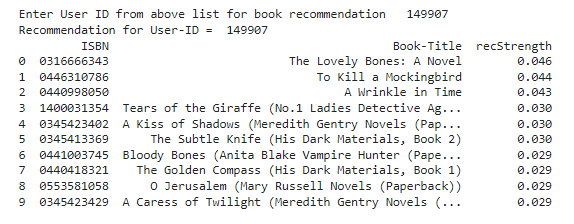 Enter User ID from above list for book recommendation 149907
Recommendation for User-ID = 149907
ISBN Book-Title recStrength
0 0316666343 The Lovely Bones: A Novel 0.046
1 0446310786 To Kill a Mockingbird 0.044
2 0440998050 A Wrinkle in Time 0.043
3 1400031354 Tears of the Giraffe (No.1 Ladies Detective Ag... 0.030
4 0345423402 A Kiss of Shadows (Meredith Gentry Novels (Pap... 0.030
5 0345413369 The Subtle Knife (His Dark Materials, Book 2) 0.030
6 0441003745 Bloody Bones (Anita Blake Vampire Hunter (Pape... 0.029
7 0440418321 The Golden Compass (His Dark Materials, Book 1) 0.029
8 0553581058 O Jerusalem (Mary Russell Novels (Paperback)) 0.029
9 0345423429 A Caress of Twilight (Meredith Gentry Novels (... 0.029